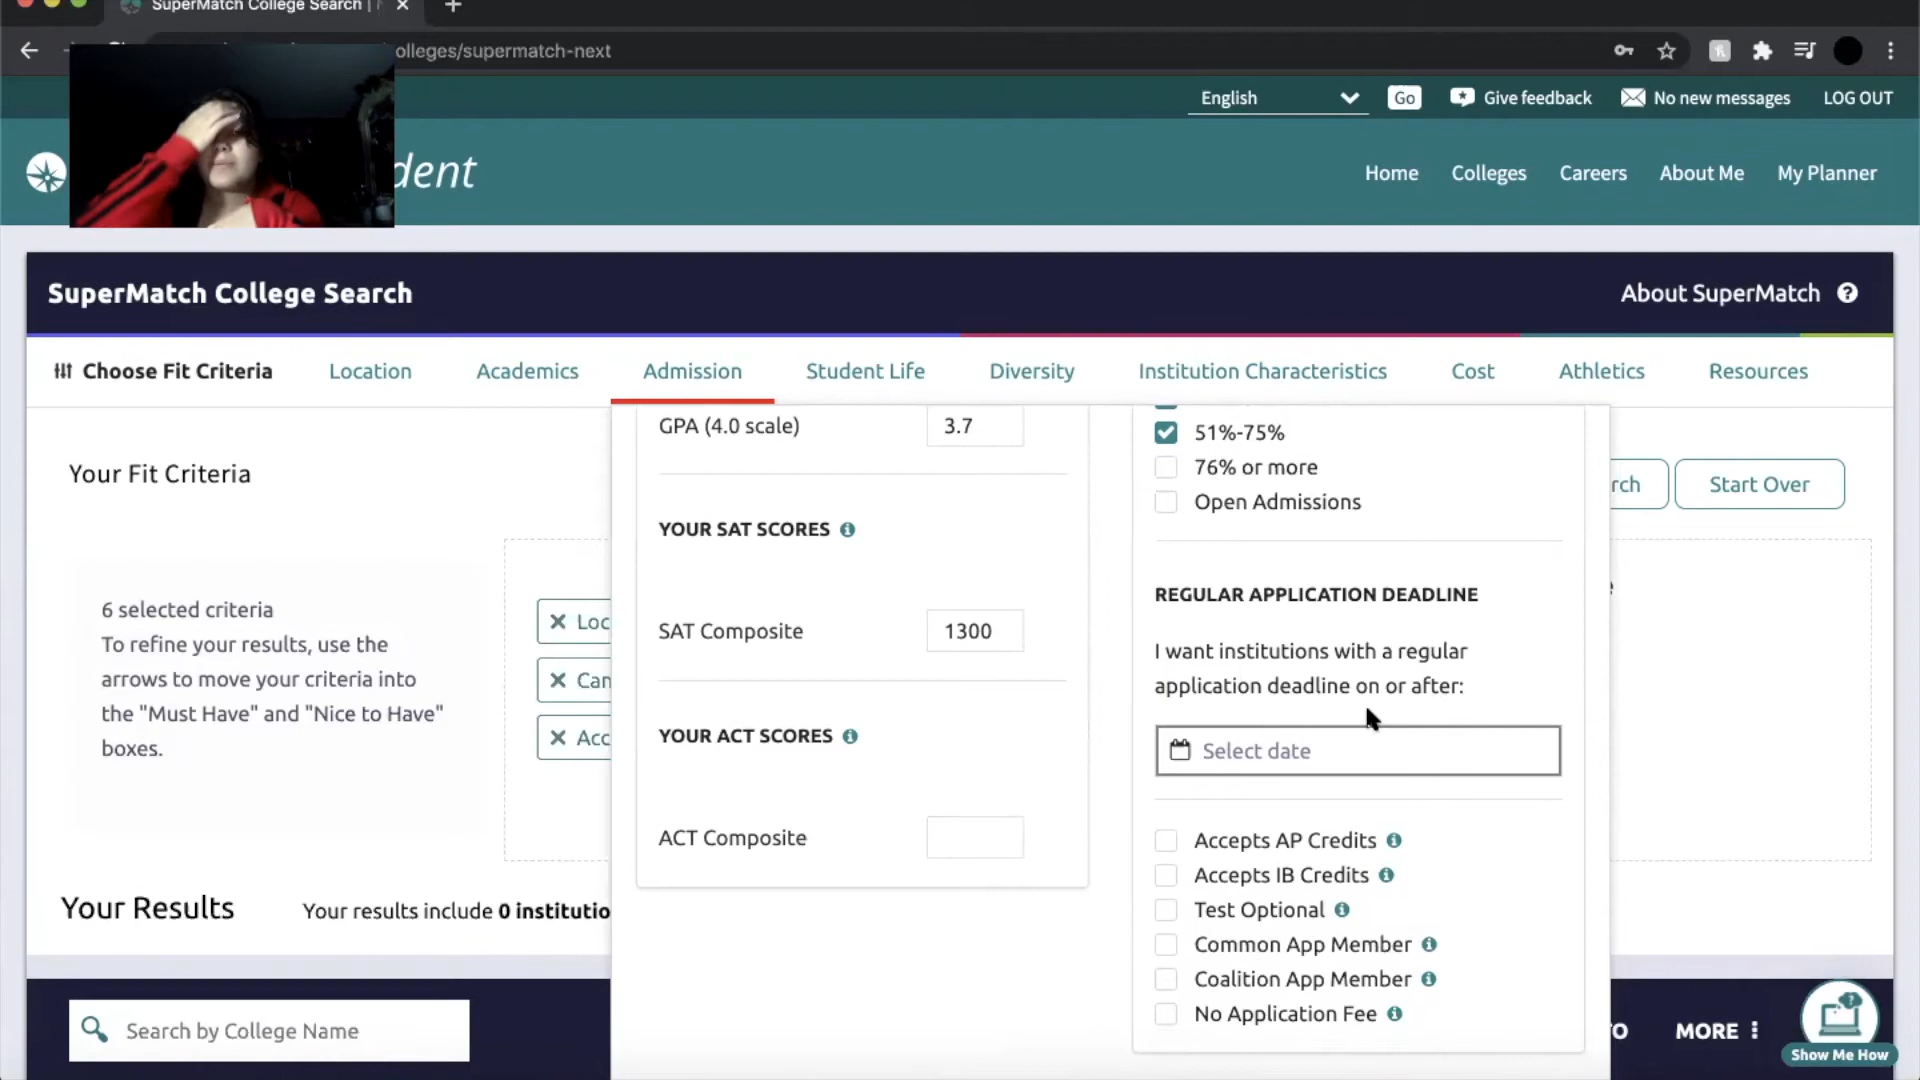 SuperMatch College Search |
olleges/supermatch-next
English
Go
Give feedback
No new messages
LOG OUT
dent
Home
Colleges
Careers
About Me
My Planner
SuperMatch College Search
About SuperMatch
Choose Fit Criteria
Location
Academics
Admission
Student Life
Diversity
Institution Characteristics
Cost
Athletics
Resources
Your Fit Criteria
rch
Start Over
6 selected criteria
To refine your results, use the
arrows to move your criteria into
the "Must Have" and "Nice to Have"
boxes.
Loc
Can
Acc
GPA (4.0 scale)
3.7
YOUR SAT SCORES
SAT Composite
1300
YOUR ACT SCORES
ACT Composite
51%-75%
76% or more
Open Admissions
REGULAR APPLICATION DEADLINE
I want institutions with a regular
application deadline on or after:
Select date
Accepts AP Credits
Accepts IB Credits
Test Optional
Common App Member
Coalition App Member
No Application Fee
Your Results
Your results include 0 institutio
Search by College Name
TO
MORE
Show Me How